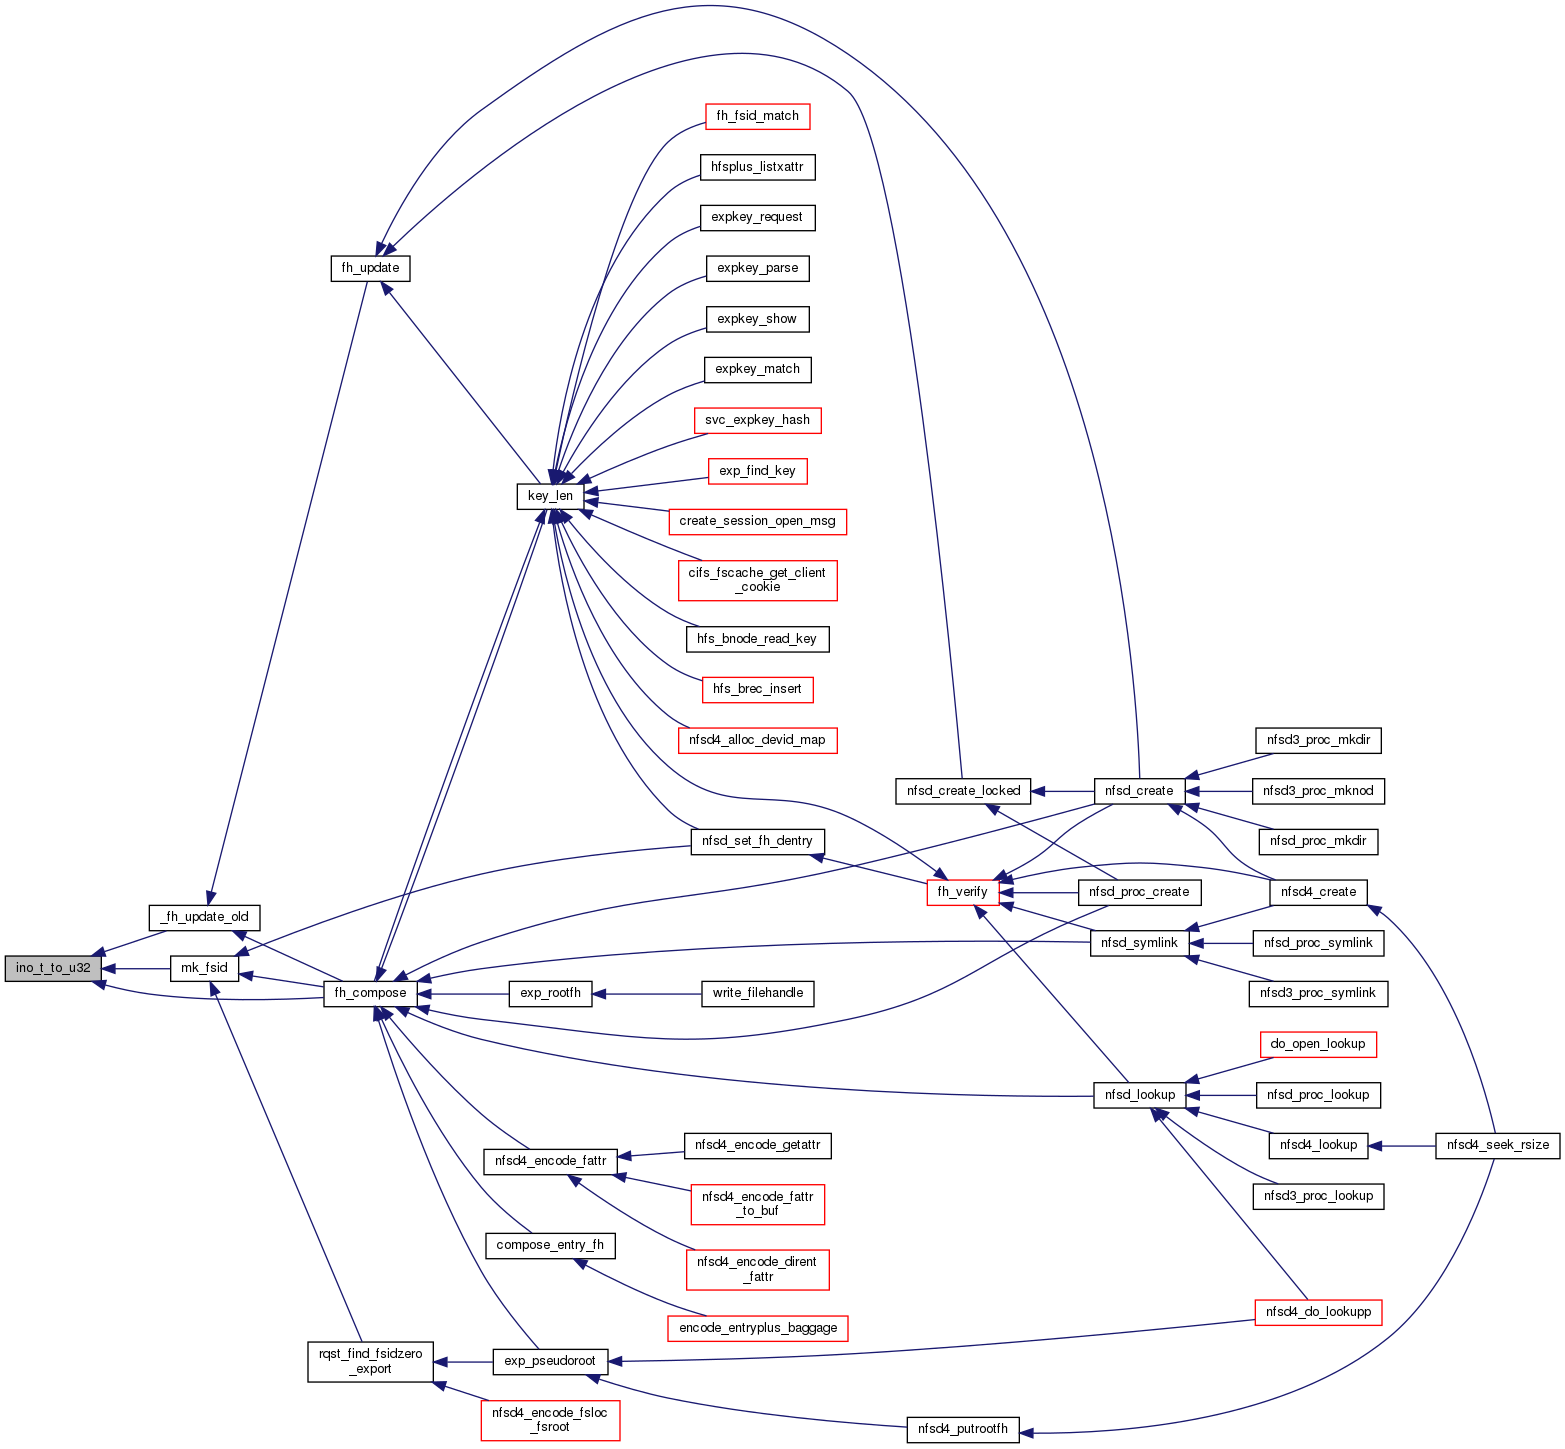 fh_fsid_match
hfsplus_listxattr
expkey_request
fh_update
expkey_parse
expkey_show
expkey_match
svc_expkey_hash
exp_find_key
key_len
create_session_open_msg
cifs_fscache_get_client
_cookie
hfs_bnode_read_key
hfs_brec_insert
nfsd4_alloc_devid_map
nfsd3_proc_mkdir
nfsd_create_locked
nfsd_create
nfsd3_proc_mknod
nfsd_set_fh_dentry
nfsd_proc_mkdir
fh_verify
nfsd_proc_create
nfsd4_create
_fh_update_old
nfsd_symlink
nfsd_proc_symlink
ino_t_to_u32
mk_fsid
fh_compose
exp_rootfh
write_filehandle
nfsd3_proc_symlink
do_open_lookup
nfsd_lookup
nfsd_proc_lookup
nfsd4_encode_getattr
nfsd4_lookup
nfsd4_seek_rsize
nfsd4_encode_fattr
nfsd4_encode_fattr
_to_buf
nfsd3_proc_lookup
compose_entry_fh
nfsd4_encode_dirent
_fattr
nfsd4_do_lookupp
encode_entryplus_baggage
rqst_find_fsidzero
_export
exp_pseudoroot
nfsd4_encode_fsloc
_fsroot
nfsd4_putrootfh